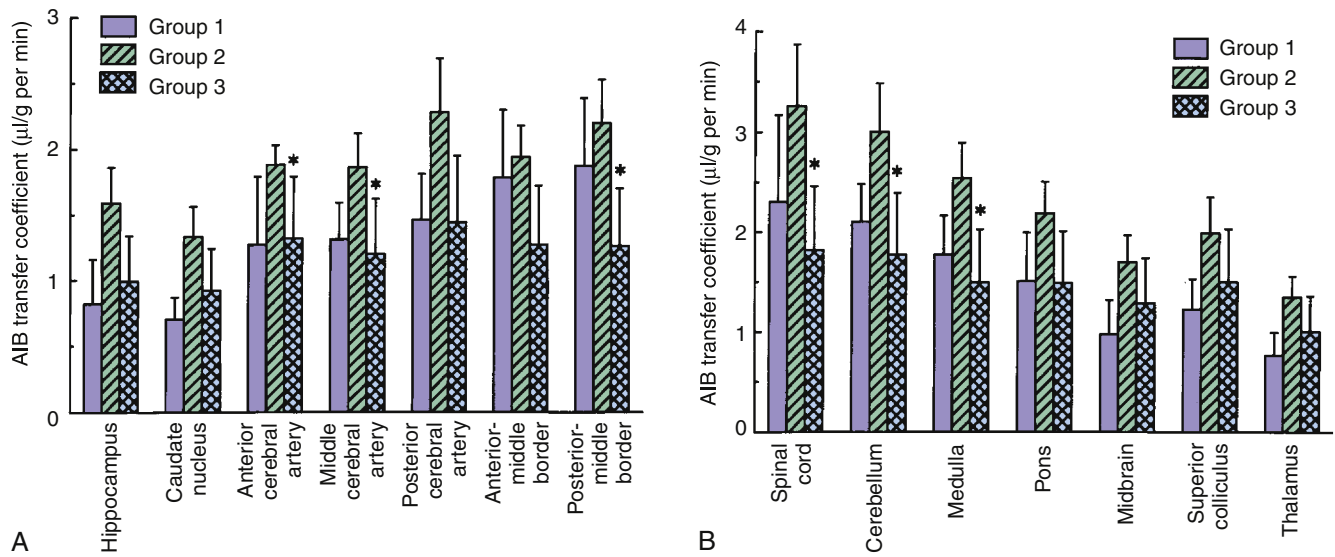 AIB transfer coefficient (µl/g per min)
3
2
1
0
Group 1
Group 2
Group 3
*
*
*
Hippocampus
Caudate
nucleus
Anterior
cerebral
artery
Middle
cerebral
artery
Posterior
cerebral
artery
Anterior-
middle
border
Posterior-
middle
border
A
AIB transfer coefficient (µl/g per min)
4
3
2
1
0
Group 1
Group 2
Group 3
*
*
*
Spinal
cord
Cerebellum
Medulla
Pons
Midbrain
Superior
colliculus
Thalamus
B